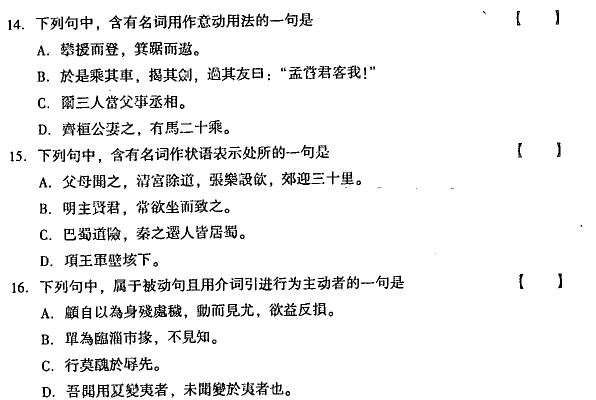 14. 下列句中，含有名词用作意动用法的一句是 【 】
A. 攀援而登，箕踞而遨。
B. 於是乘其車，揭其劍，過其友曰：“孟嘗君客我！”
C. 爾三人當父事丞相。
D. 齊桓公妻之，有馬二十乘。
15. 下列句中，含有名词作状语表示处所的一句是 【 】
A. 父母聞之，清宮除道，張樂設飲，郊迎三十里。
B. 明主賢君，常欲坐而致之。
C. 巴蜀道險，秦之遷人皆居蜀。
D. 項王軍壁垓下。
16. 下列句中，属于被动句且用介词引进行为主动者的一句是 【 】
A. 顧自以為身殘處穢，動而見尤，欲益反損。
B. 單為臨淄市掾，不見知。
C. 行莫醜於辱先。
D. 吾聞用夏變夷者，未聞變於夷者也。